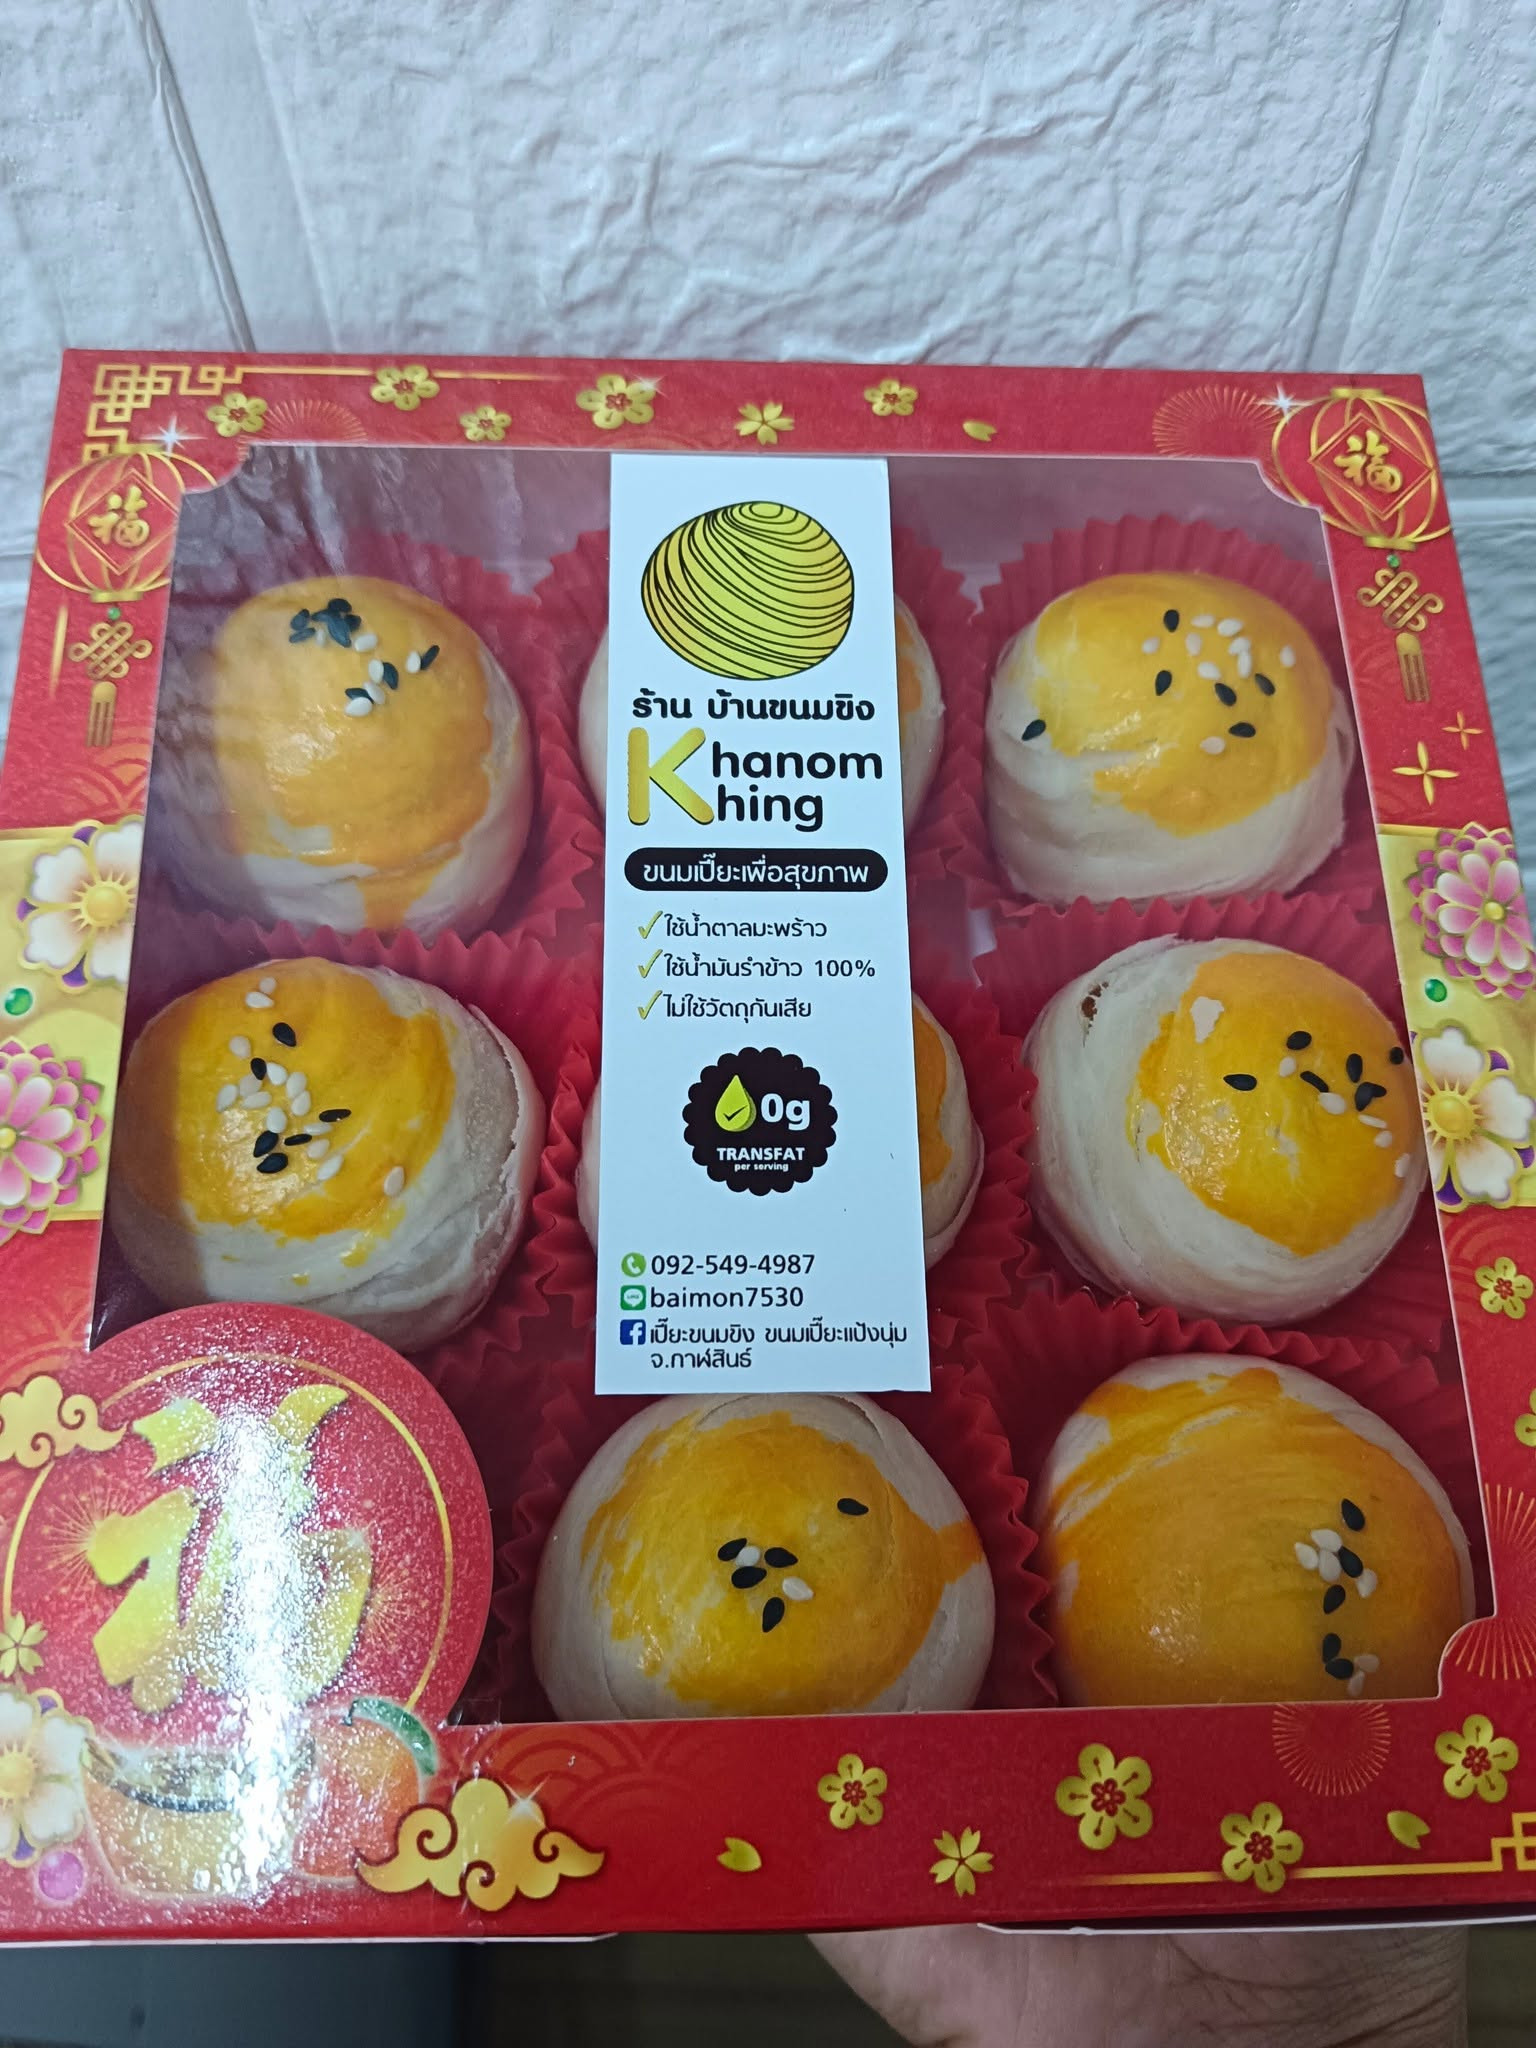 福
福
ร้าน บ้านขนมขิง
Khanom
Khing
ขนมเปี๊ยะเพื่อสุขภาพ
ใช้น้ำตาลมะพร้าว
ใช้น้ำมันรำข้าว 100%
ไม่ใช้วัตถุกันเสีย
0g
TRANSFAT
per serving
092-549-4987
LINE
baimon7530
f
เปี๊ยะขนมขิง ขนมเปี๊ยะแป้งนุ่ม
จ.กาฬสินธุ์